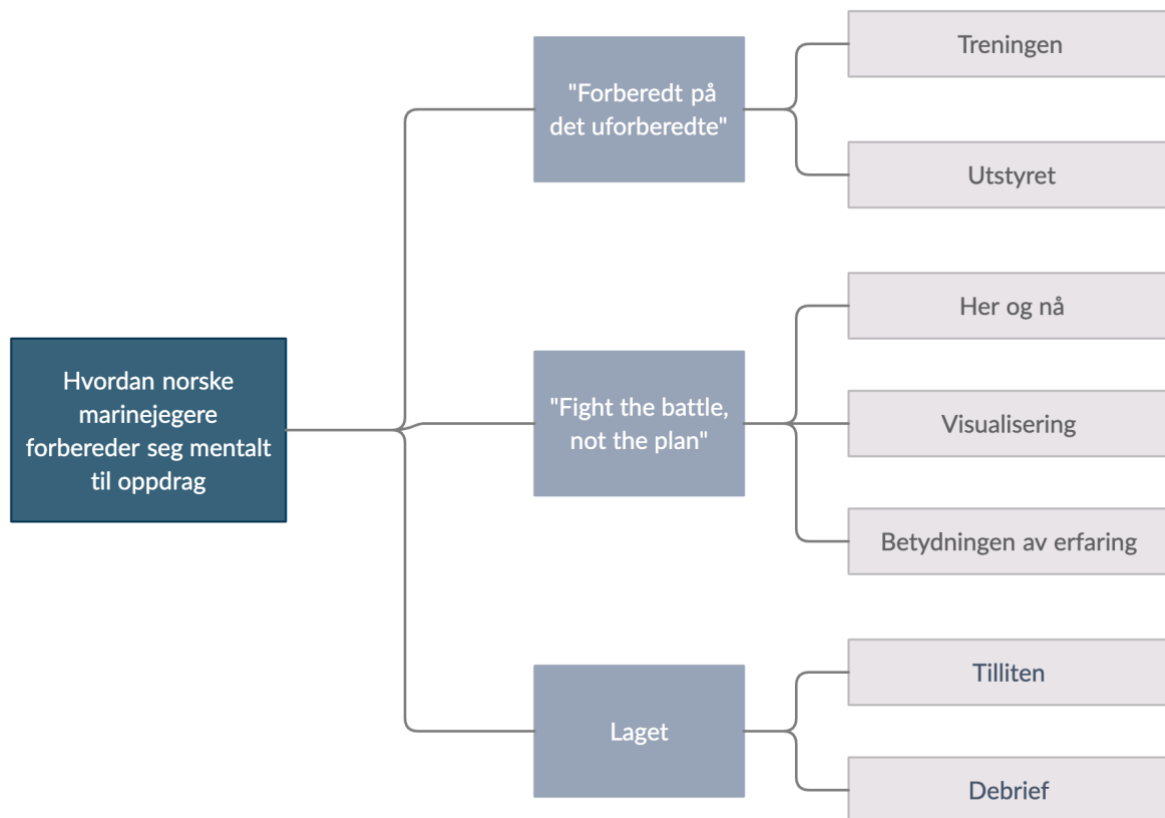 Hvordan norske
marinejegere
forbereder seg mentalt
til oppdrag
"Forberedt på
det uforberedte"
Treningen
Utstyret
"Fight the battle,
not the plan"
Her og nå
Visualisering
Betydningen av erfaring
Laget
Tilliten
Debrief